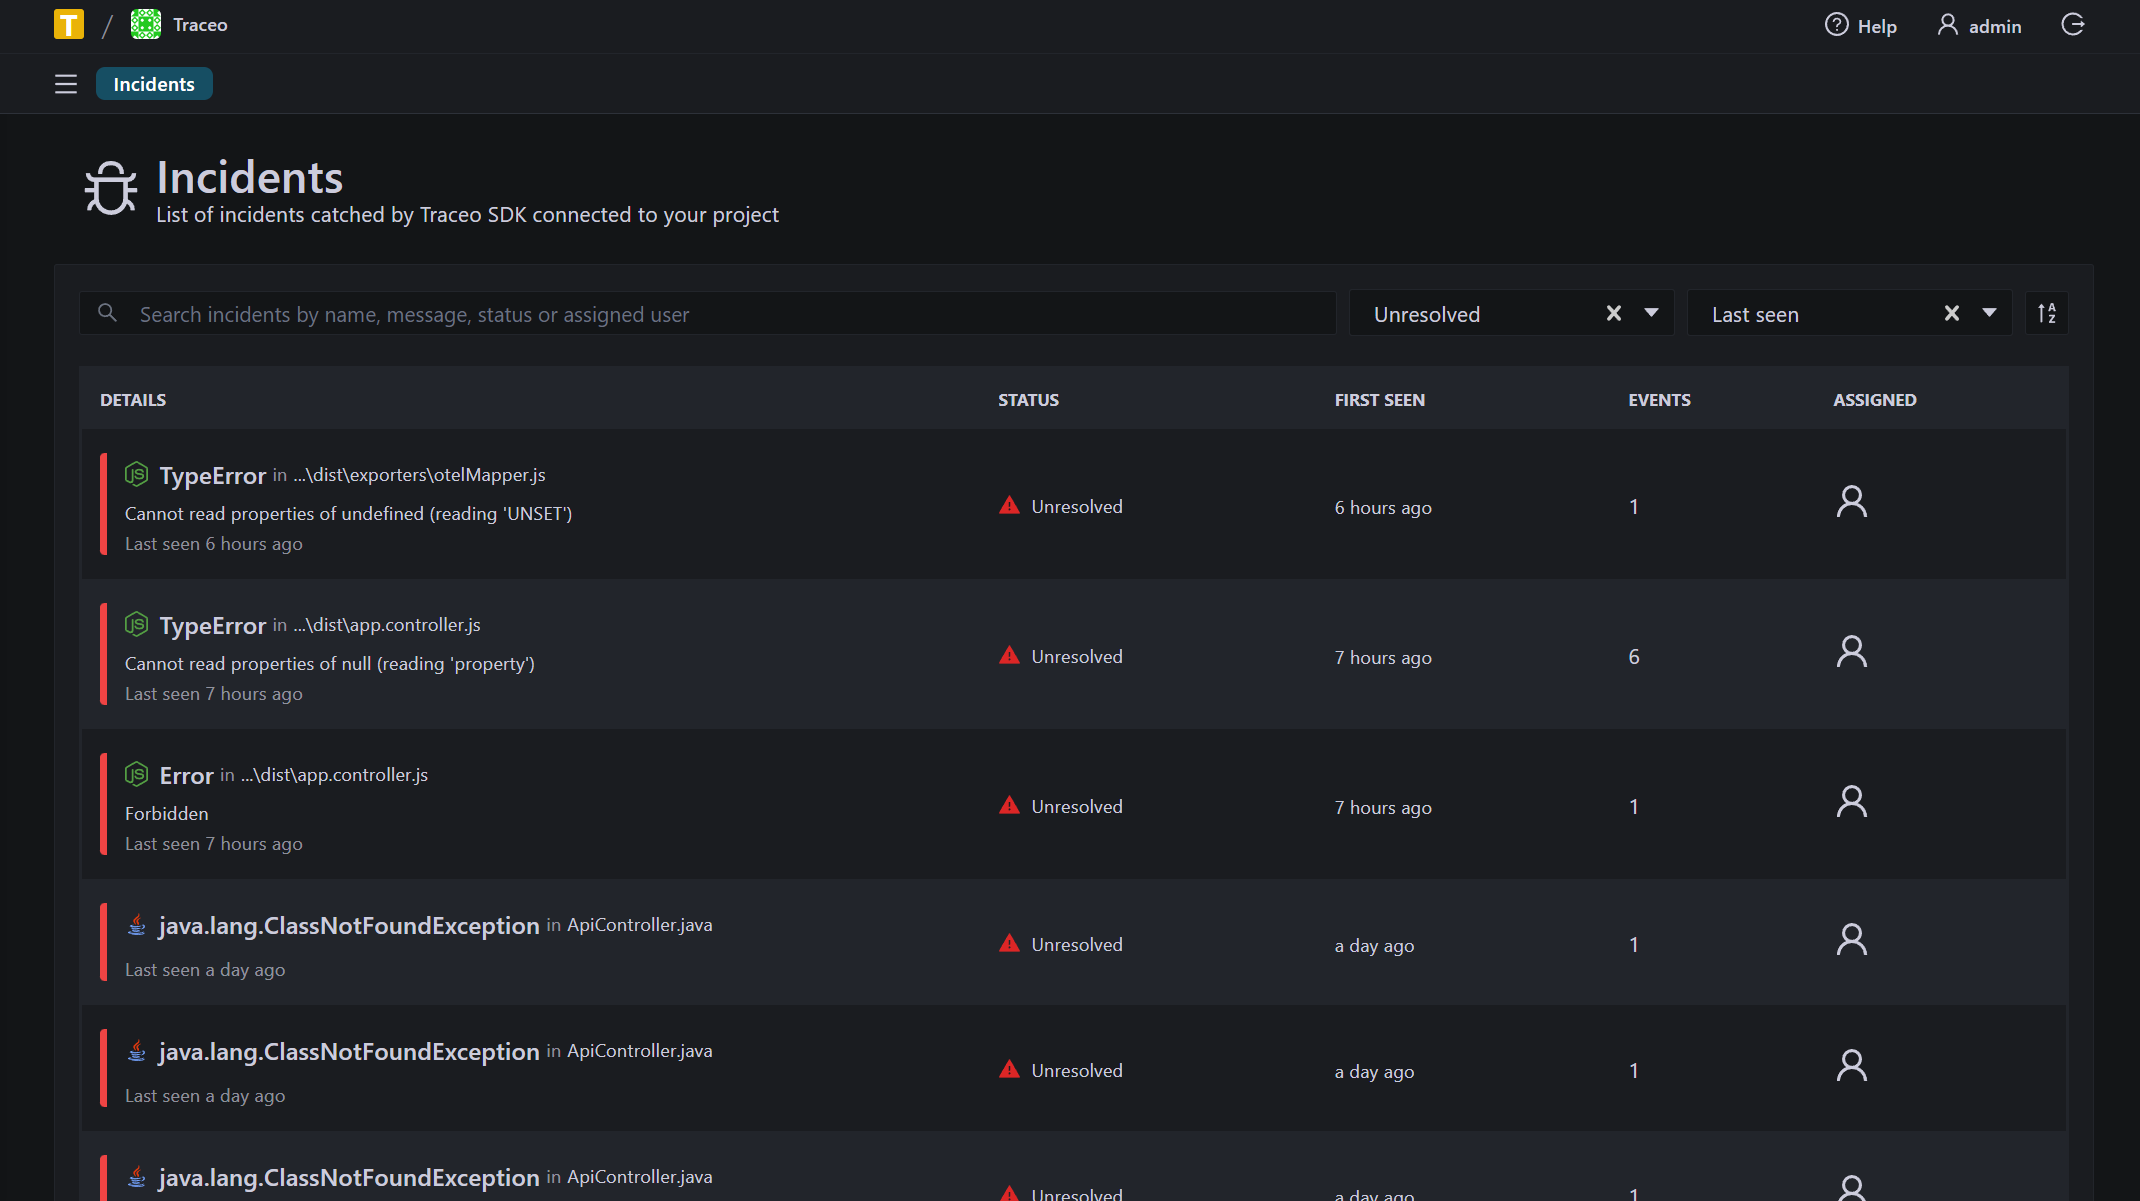 T / Traceo Help admin
Incidents
Incidents
List of incidents catched by Traceo SDK connected to your project
Search incidents by name, message, status or assigned user Unresolved Last seen
DETAILS STATUS FIRST SEEN EVENTS ASSIGNED
TypeError in ...\dist\exporters\otelMapper.js
Cannot read properties of undefined (reading 'UNSET')
Last seen 6 hours ago
Unresolved 6 hours ago 1
TypeError in ...\dist\app.controller.js
Cannot read properties of null (reading 'property')
Last seen 7 hours ago
Unresolved 7 hours ago 6
Error in ...\dist\app.controller.js
Forbidden
Last seen 7 hours ago
Unresolved 7 hours ago 1
java.lang.ClassNotFoundException in ApiController.java
Last seen a day ago
Unresolved a day ago 1
java.lang.ClassNotFoundException in ApiController.java
Last seen a day ago
Unresolved a day ago 1
java.lang.ClassNotFoundException in ApiController.java
Unresolved a day ago 1